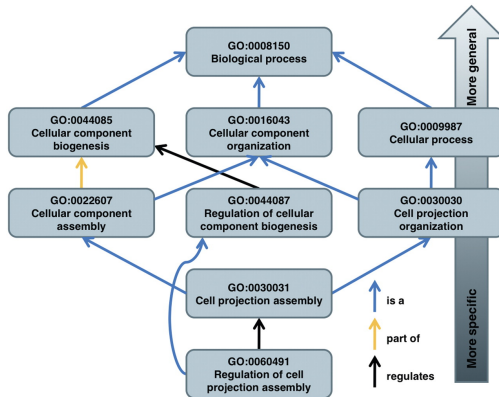 GO:0008150
Biological process
More general
GO:0044085
Cellular component
biogenesis
GO:0016043
Cellular component
organization
GO:0009987
Cellular process
GO:0022607
Cellular component
assembly
GO:0044087
Regulation of cellular
component biogenesis
GO:0030030
Cell projection
organization
GO:0030031
Cell projection assembly
is a
part of
regulates
More specific
GO:0060491
Regulation of cell
projection assembly